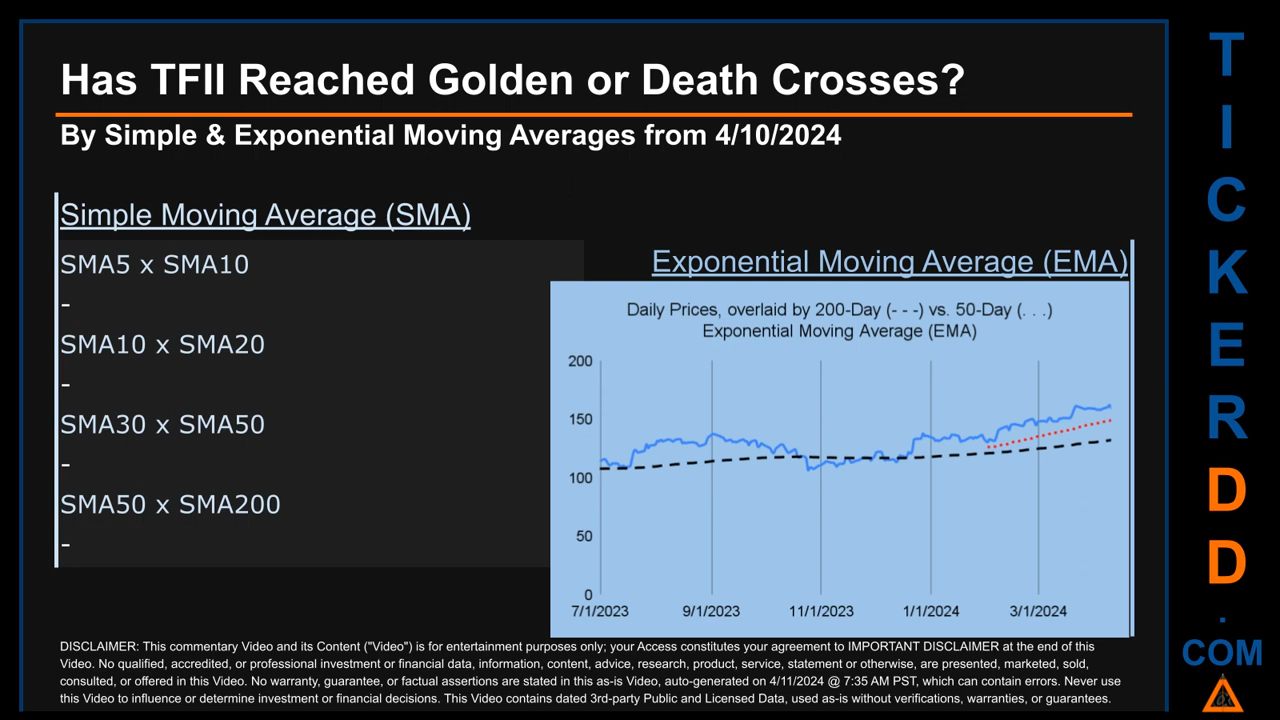 Has TFII Reached Golden or Death Crosses?
By Simple & Exponential Moving Averages from 4/10/2024
Simple Moving Average (SMA)
SMA5 x SMA10
-
SMA10 x SMA20
-
SMA30 x SMA50
-
SMA50 x SMA200
-
Exponential Moving Average (EMA)
Daily Prices, overlaid by 200-Day (- - -) vs. 50-Day (. . .)
Exponential Moving Average (EMA)
200
150
100
50
0
7/1/2023 9/1/2023 11/1/2023 1/1/2024 3/1/2024
DISCLAIMER: This commentary Video and its Content ("Video") is for entertainment purposes only; your Access constitutes your agreement to IMPORTANT DISCLAIMER at the end of this
Video. No qualified, accredited, or professional investment or financial data, information, content, advice, research, product, service, statement or otherwise, are presented, marketed, sold,
consulted, or offered in this Video. No warranty, guarantee, or factual assertions are stated in this as-is Video, auto-generated on 4/11/2024 @ 7:35 AM PST, which can contain errors. Never use
this Video to influence or determine investment or financial decisions. This Video contains dated 3rd-party Public and Licensed Data, used as-is without verifications, warranties, or guarantees.
T
I
C
K
E
R
D
D
.
COM